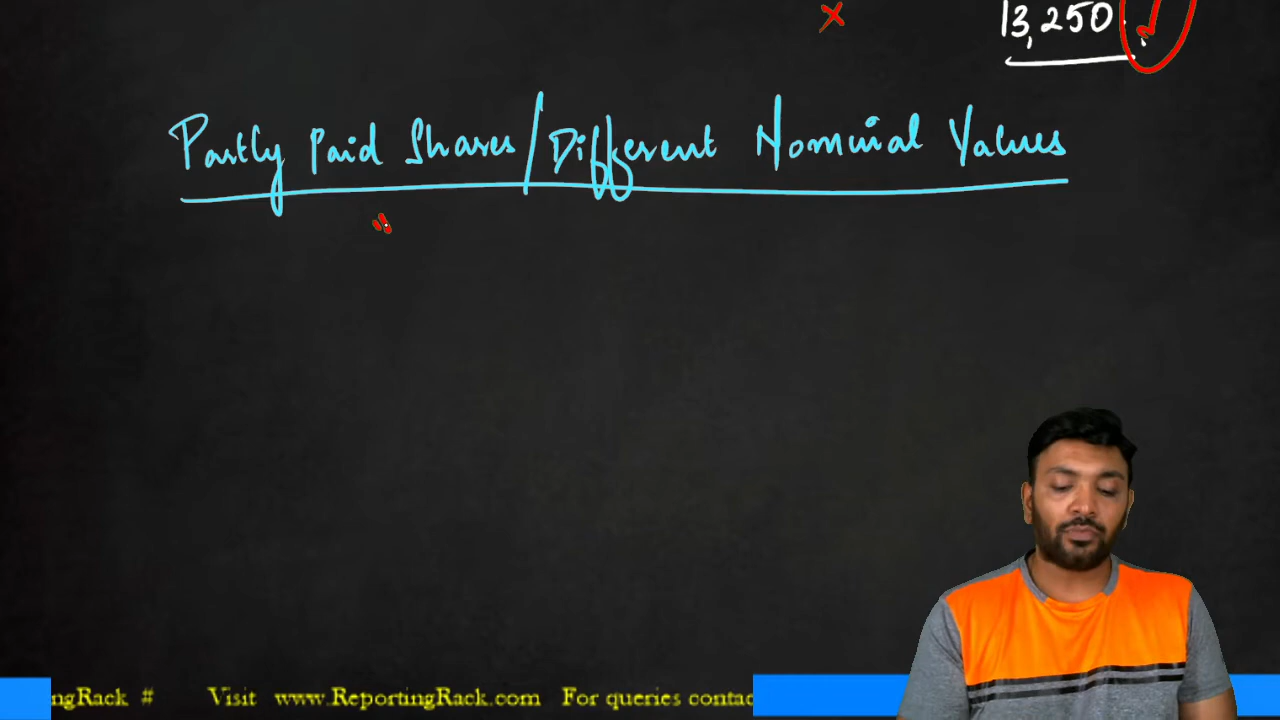 13,250
Partly Paid Shares/Different Nominal Values
ngRack # Visit www.ReportingRack.com For queries contac